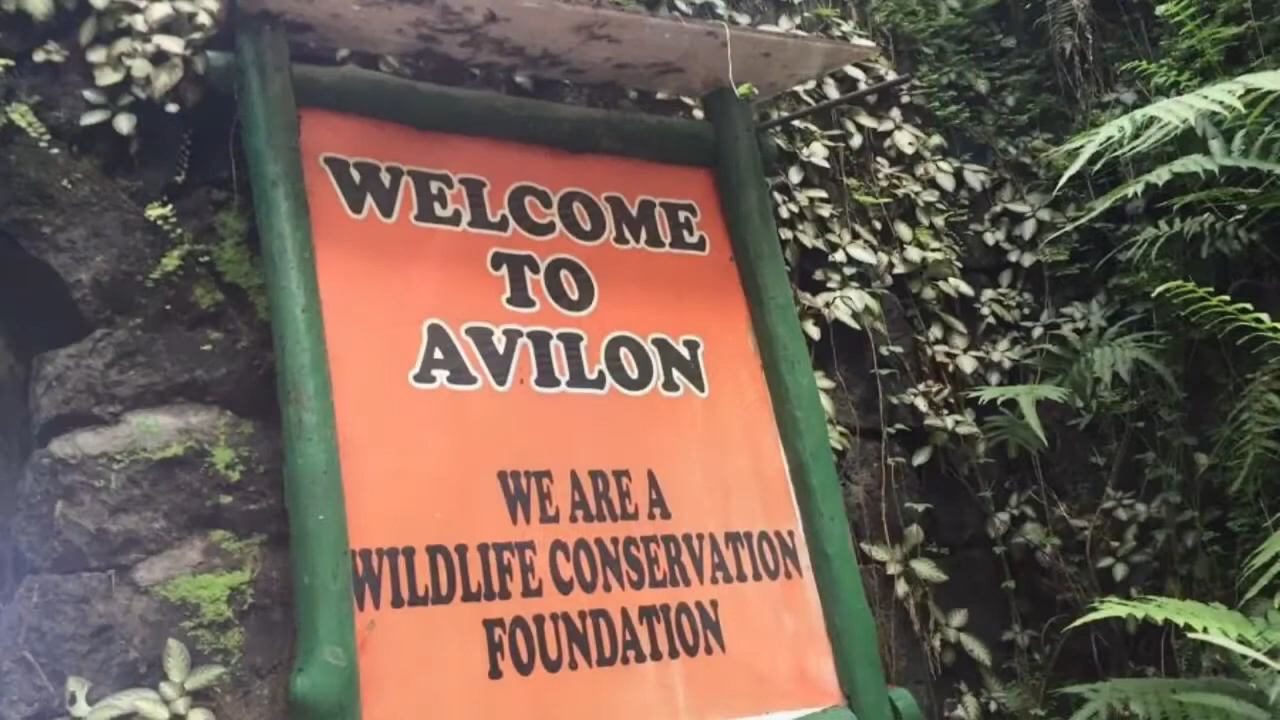 WELCOME
TO
AVILON
WE ARE A
WILDLIFE CONSERVATION
FOUNDATION